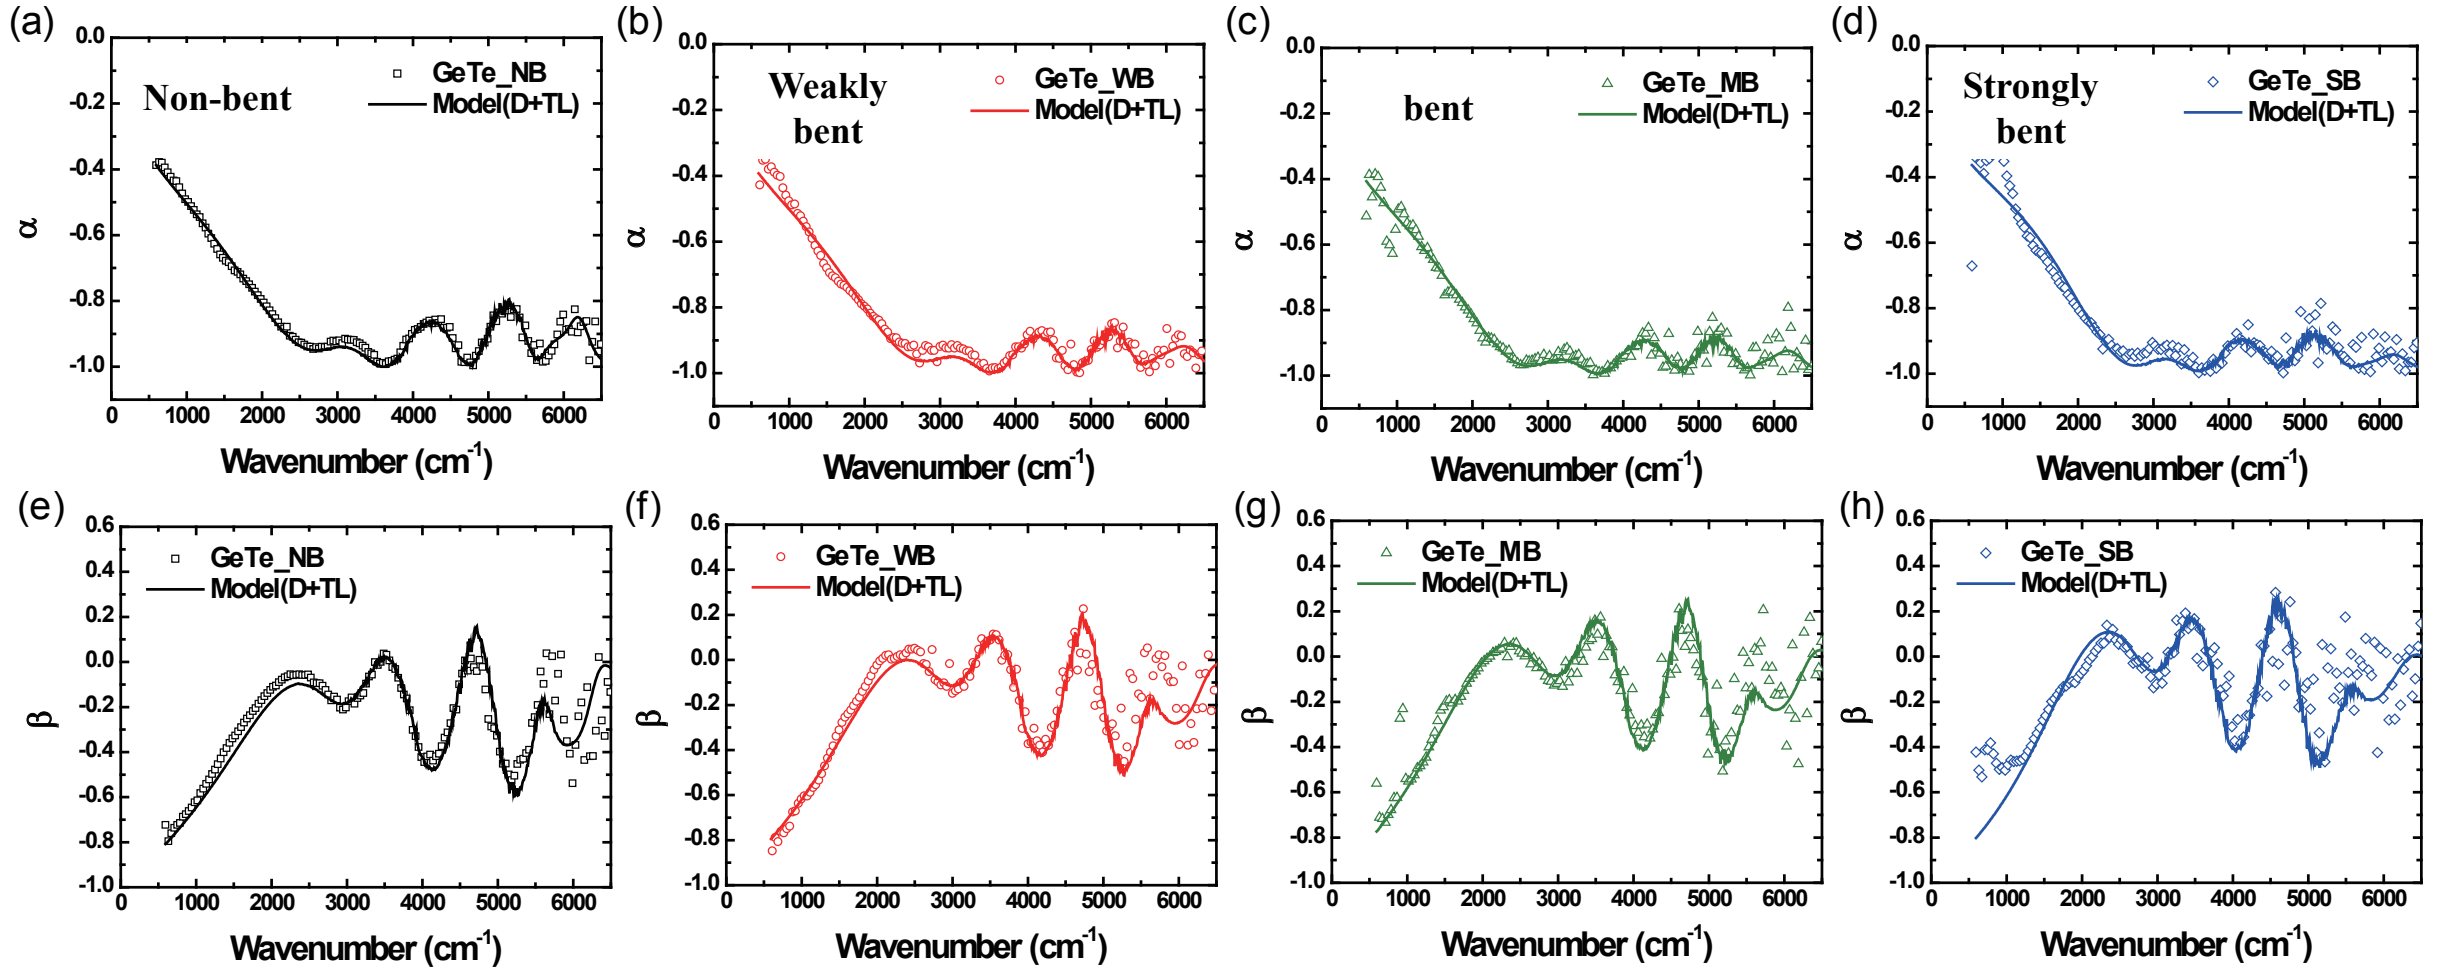 (a)
0.0
-0.2
-0.4
-0.6
-0.8
-1.0
α
Non-bent
GeTe_NB
Model(D+TL)
0 1000 2000 3000 4000 5000 6000
Wavenumber (cm-1)
(b)
0.0
-0.2
-0.4
-0.6
-0.8
-1.0
α
Weakly
bent
GeTe_WB
Model(D+TL)
0 1000 2000 3000 4000 5000 6000
Wavenumber (cm-1)
(c)
0.0
-0.2
-0.4
-0.6
-0.8
-1.0
α
bent
GeTe_MB
Model(D+TL)
0 1000 2000 3000 4000 5000 6000
Wavenumber (cm-1)
(d)
0.0
-0.2
-0.4
-0.6
-0.8
-1.0
α
Strongly
bent
GeTe_SB
Model(D+TL)
0 1000 2000 3000 4000 5000 6000
Wavenumber (cm-1)
(e)
0.6
0.4
0.2
0.0
-0.2
-0.4
-0.6
-0.8
-1.0
β
GeTe_NB
Model(D+TL)
0 1000 2000 3000 4000 5000 6000
Wavenumber (cm-1)
(f)
0.6
0.4
0.2
0.0
-0.2
-0.4
-0.6
-0.8
-1.0
β
GeTe_WB
Model(D+TL)
0 1000 2000 3000 4000 5000 6000
Wavenumber (cm-1)
(g)
0.6
0.4
0.2
0.0
-0.2
-0.4
-0.6
-0.8
-1.0
β
GeTe_MB
Model(D+TL)
0 1000 2000 3000 4000 5000 6000
Wavenumber (cm-1)
(h)
0.6
0.4
0.2
0.0
-0.2
-0.4
-0.6
-0.8
-1.0
β
GeTe_SB
Model(D+TL)
0 1000 2000 3000 4000 5000 6000
Wavenumber (cm-1)